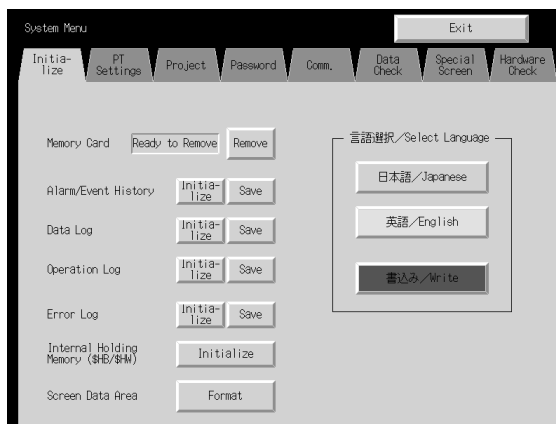 System Menu
Exit
Initia-
lize
PT
Settings
Project
Password
Comm.
Data
Check
Special
Screen
Hardware
Check
Memory Card
Ready to Remove
Remove
言語選択／Select Language
日本語／Japanese
英語／English
書込み／Write
Alarm/Event History
Initia-
lize
Save
Data Log
Initia-
lize
Save
Operation Log
Initia-
lize
Save
Error Log
Initia-
lize
Save
Internal Holding
Memory ($HB/$HW)
Initialize
Screen Data Area
Format